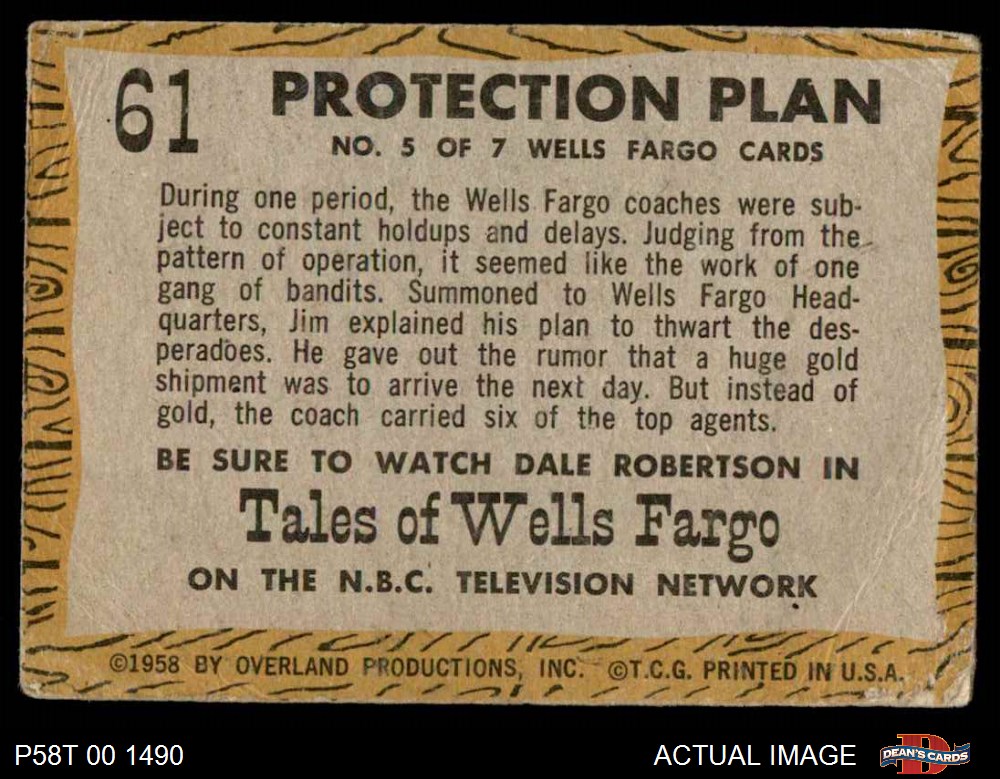 61 PROTECTION PLAN
NO. 5 OF 7 WELLS FARGO CARDS
During one period, the Wells Fargo coaches were sub-
ject to constant holdups and delays. Judging from the
pattern of operation, it seemed like the work of one
gang of bandits. Summoned to Wells Fargo Head-
quarters, Jim explained his plan to thwart the des-
peradoes. He gave out the rumor that a huge gold
shipment was to arrive the next day. But instead of
gold, the coach carried six of the top agents.
BE SURE TO WATCH DALE ROBERTSON IN
Tales of Wells Fargo
ON THE N.B.C. TELEVISION NETWORK
©1958 BY OVERLAND PRODUCTIONS, INC. ©T.C.G. PRINTED IN U.S.A.
P58T 00 1490
ACTUAL IMAGE
DEAN'S CARDS